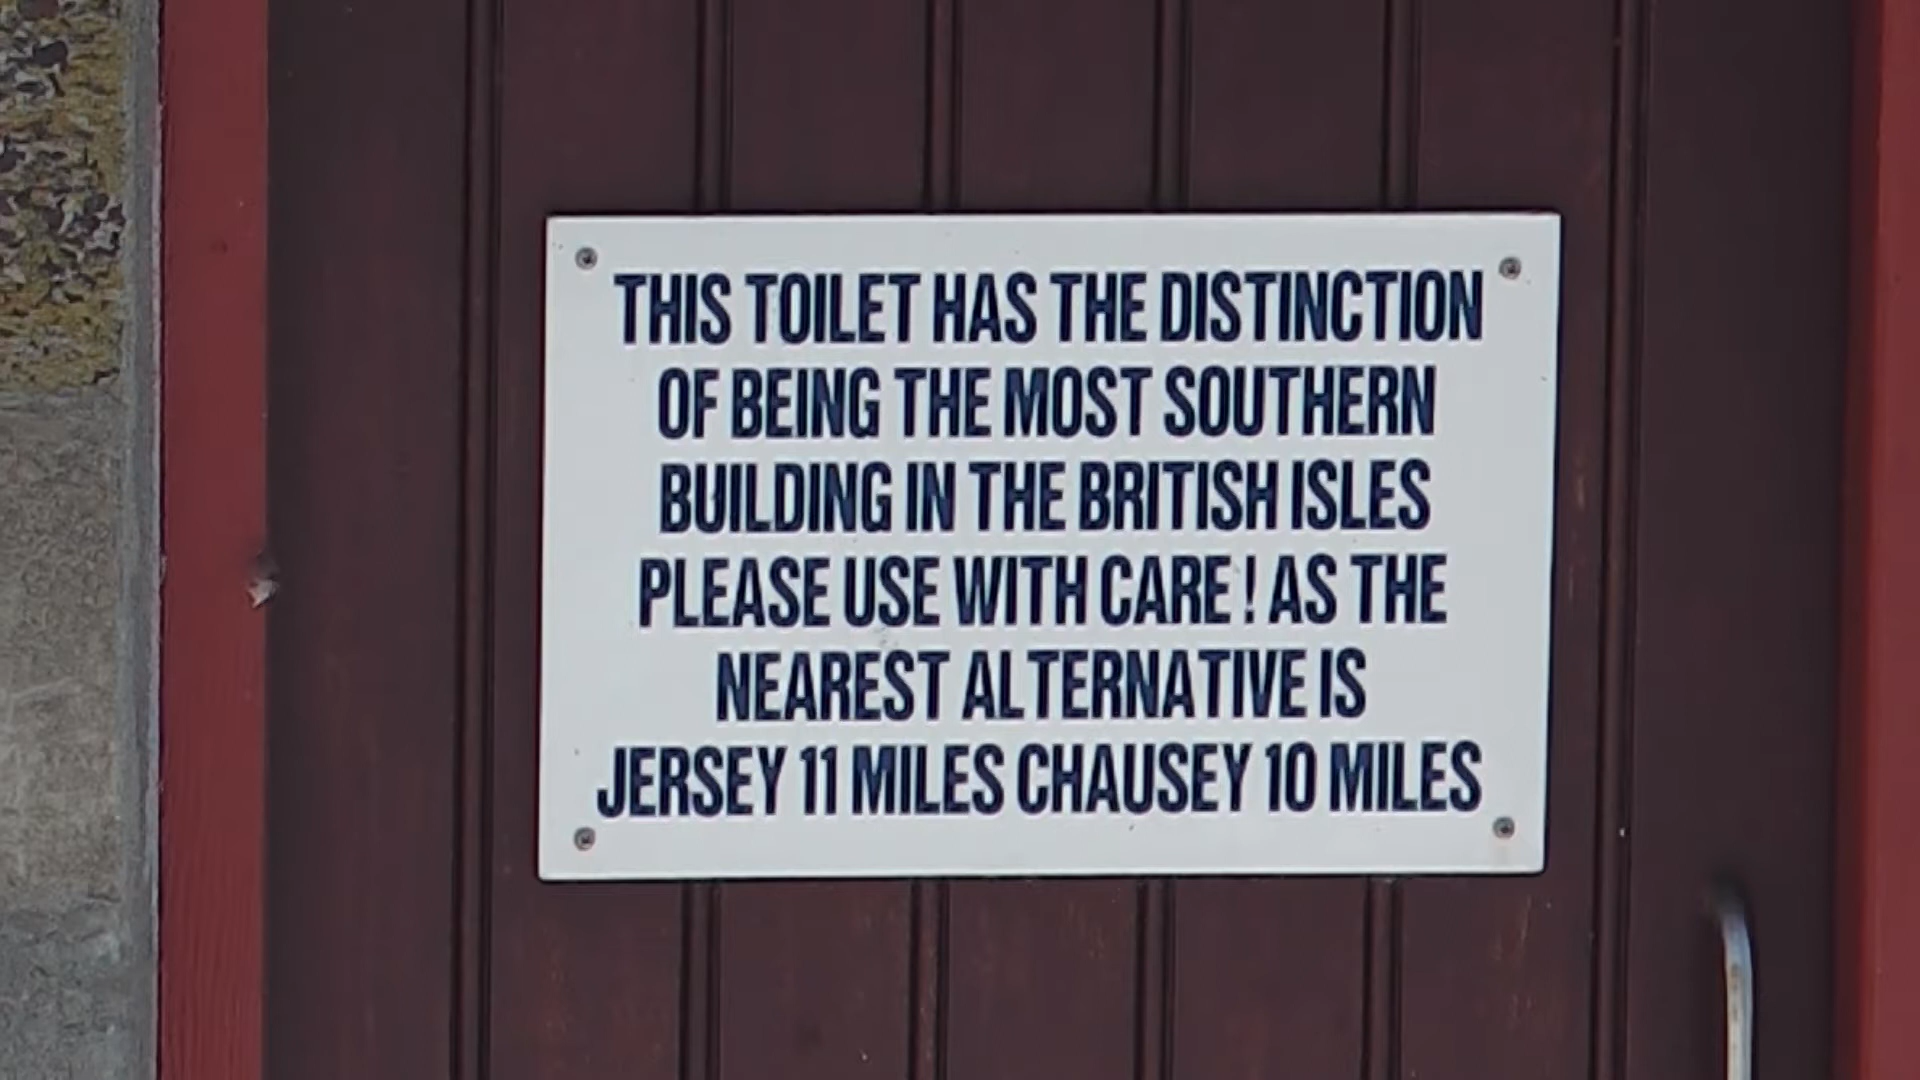 THIS TOILET HAS THE DISTINCTION
OF BEING THE MOST SOUTHERN
BUILDING IN THE BRITISH ISLES
PLEASE USE WITH CARE! AS THE
NEAREST ALTERNATIVE IS
JERSEY 11 MILES CHAUSEY 10 MILES